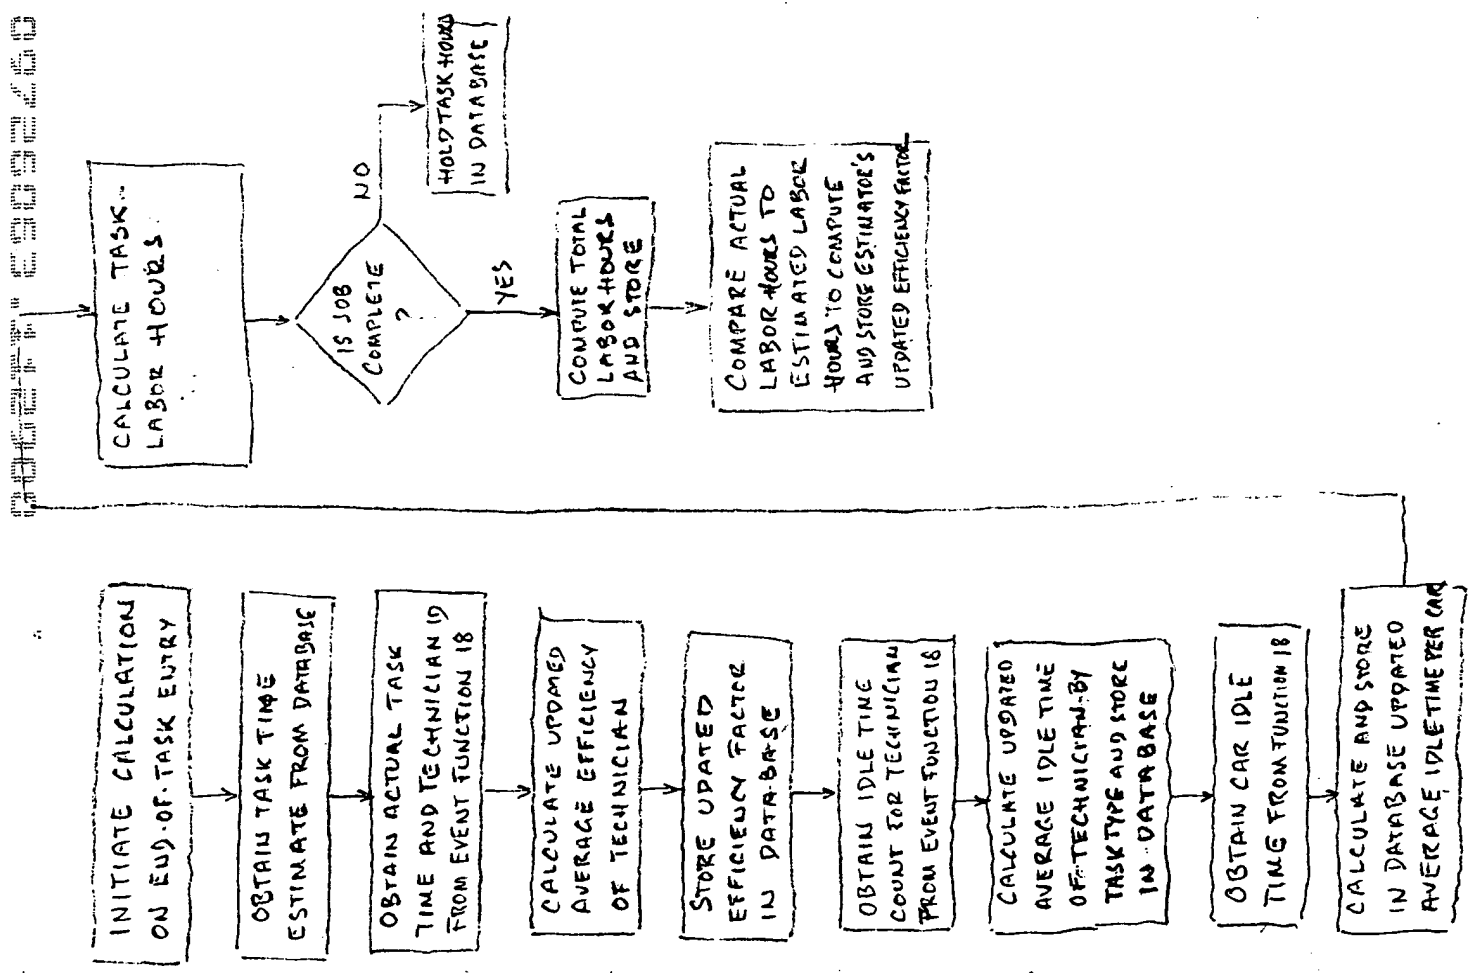 INITIATE CALCULATION
ON END-OF-TASK ENTRY
OBTAIN TASK TIME
ESTIMATE FROM DATABASE
OBTAIN ACTUAL TASK
TIME AND TECHNICIAN ID
FROM EVENT FUNCTION 18
CALCULATE UPDATED
AVERAGE EFFICIENCY
OF TECHNICIAN
STORE UPDATED
EFFICIENCY FACTOR
IN DATABASE
OBTAIN IDLE TIME
COUNT FOR TECHNICIAN
FROM EVENT FUNCTION 18
CALCULATE UPDATED
AVERAGE IDLE TIME
OF TECHNICIAN BY
TASK TYPE AND STORE
IN DATABASE
OBTAIN CAR IDLE
TIME FROM FUNCTION 18
CALCULATE AND STORE
IN DATABASE UPDATED
AVERAGE IDLE TIME PER CAR
CALCULATE TASK
LABOR HOURS
IS JOB
COMPLETE
?
NO
HOLD TASK HOURS
IN DATABASE
YES
COMPUTE TOTAL
LABOR HOURS
AND STORE
COMPARE ACTUAL
LABOR HOURS TO
ESTIMATED LABOR
HOURS TO COMPUTE
AND STORE ESTIMATOR'S
UPDATED EFFICIENCY FACTOR